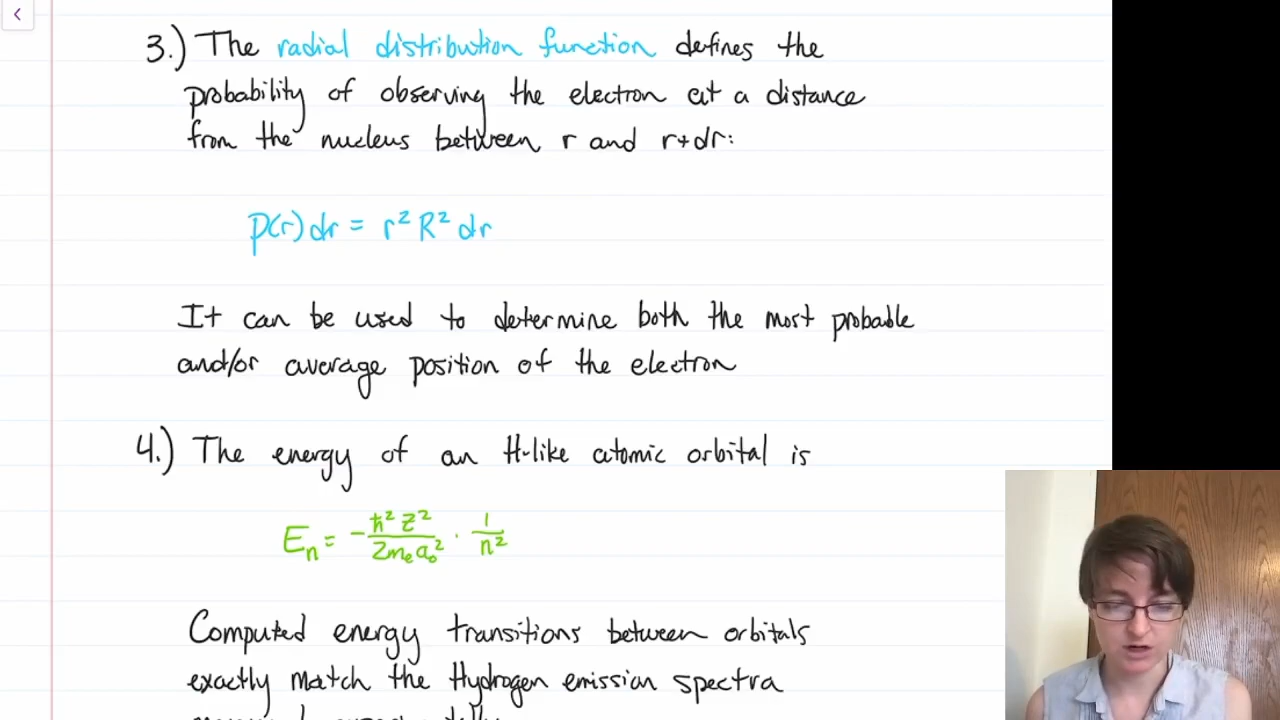 3.) The radial distribution function defines the
probability of observing the electron at a distance
from the nucleus between r and r+dr:
p(r)dr = r² R² dr
It can be used to determine both the most probable
and/or average position of the electron
4.) The energy of an H-like atomic orbital is
Eₙ = - ħ² Z² / 2mₑa₀² · 1/n²
Computed energy transitions between orbitals
exactly match the Hydrogen emission spectra